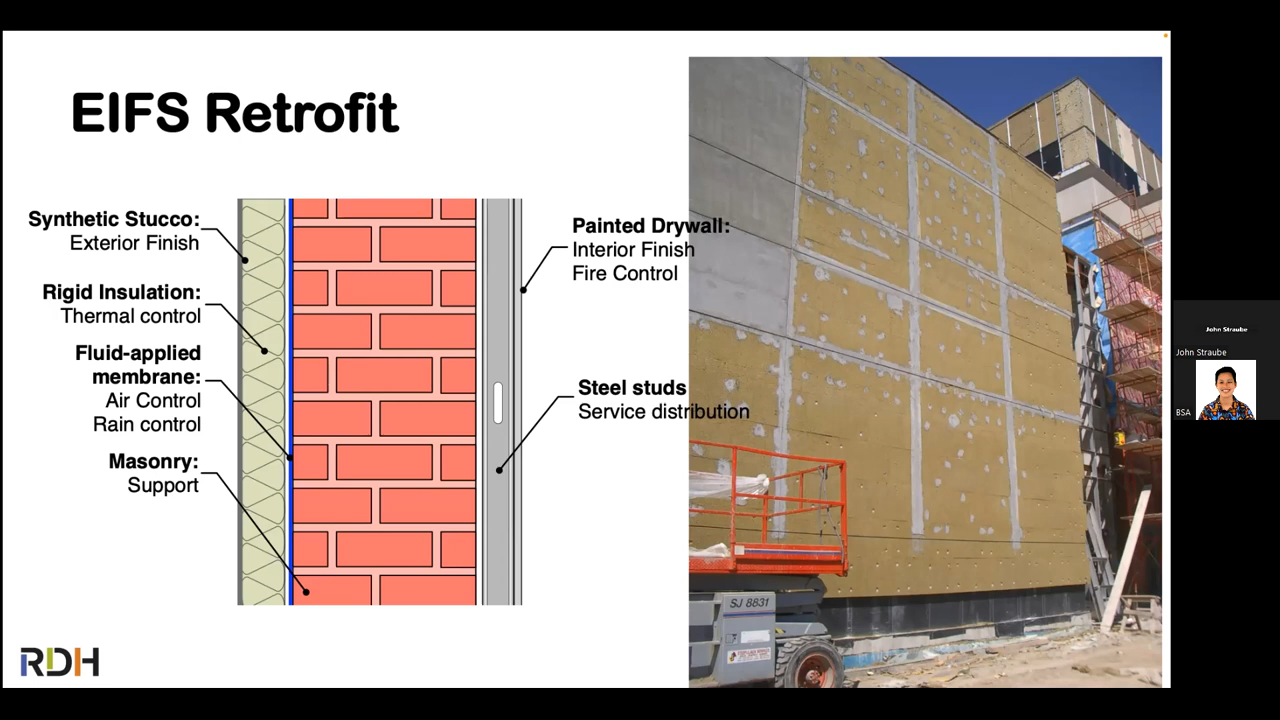 EIFS Retrofit
Synthetic Stucco:
Exterior Finish
Rigid Insulation:
Thermal control
Fluid-applied
membrane:
Air Control
Rain control
Masonry:
Support
Painted Drywall:
Interior Finish
Fire Control
Steel studs
Service distribution
SJ 8831
RDH
John Straube
John Straube
BSA